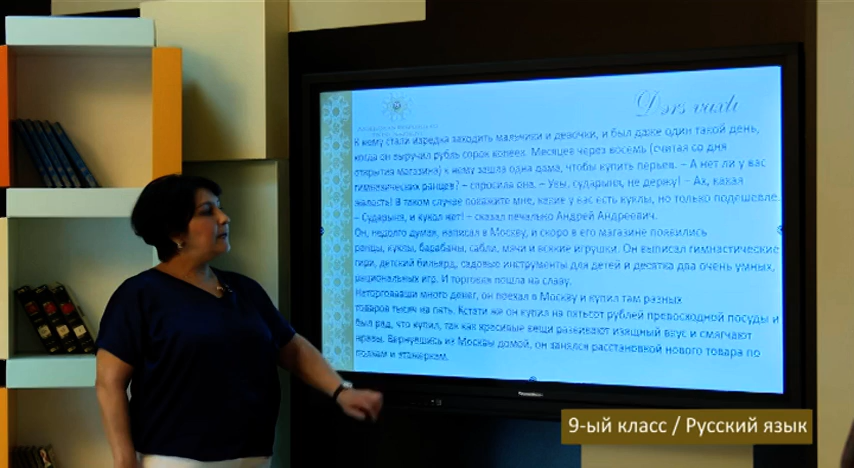 Dərs vaxtı
К нему стали изредка заходить мальчики и девочки, и был даже один такой день,
когда он выручил рубль сорок копеек. Месяцев через восемь (считая со дня
открытия магазина) к нему зашла одна дама, чтобы купить перьев. – А нет ли у вас
гимназических ранцев? – спросила она. – Увы, сударыня, не держу! – Ах, какая
жалость! В таком случае покажите мне, какие у вас есть куклы, но только подешевле.
– Сударыня, и кукол нет! – сказал печально Андрей Андреевич.
Он, недолго думая, написал в Москву, и скоро в его магазине появились
ранцы, куклы, барабаны, сабли, мячи и всякие игрушки. Он выписал гимнастические
гири, детский бильярд, садовые инструменты для детей и десятка два очень умных,
рациональных игр. И торговля пошла на славу.
Наторговавши много денег, он поехал в Москву и купил там разных
товаров тысяч на пять. Кстати же он купил на пятьсот рублей превосходной посуды и
был рад, что купил, так как красивые вещи развивают изящный вкус и смягчают
нравы. Вернувшись из Москвы домой, он занялся расстановкой нового товара по
полкам и этажеркам.
9-ый класс / Русский язык